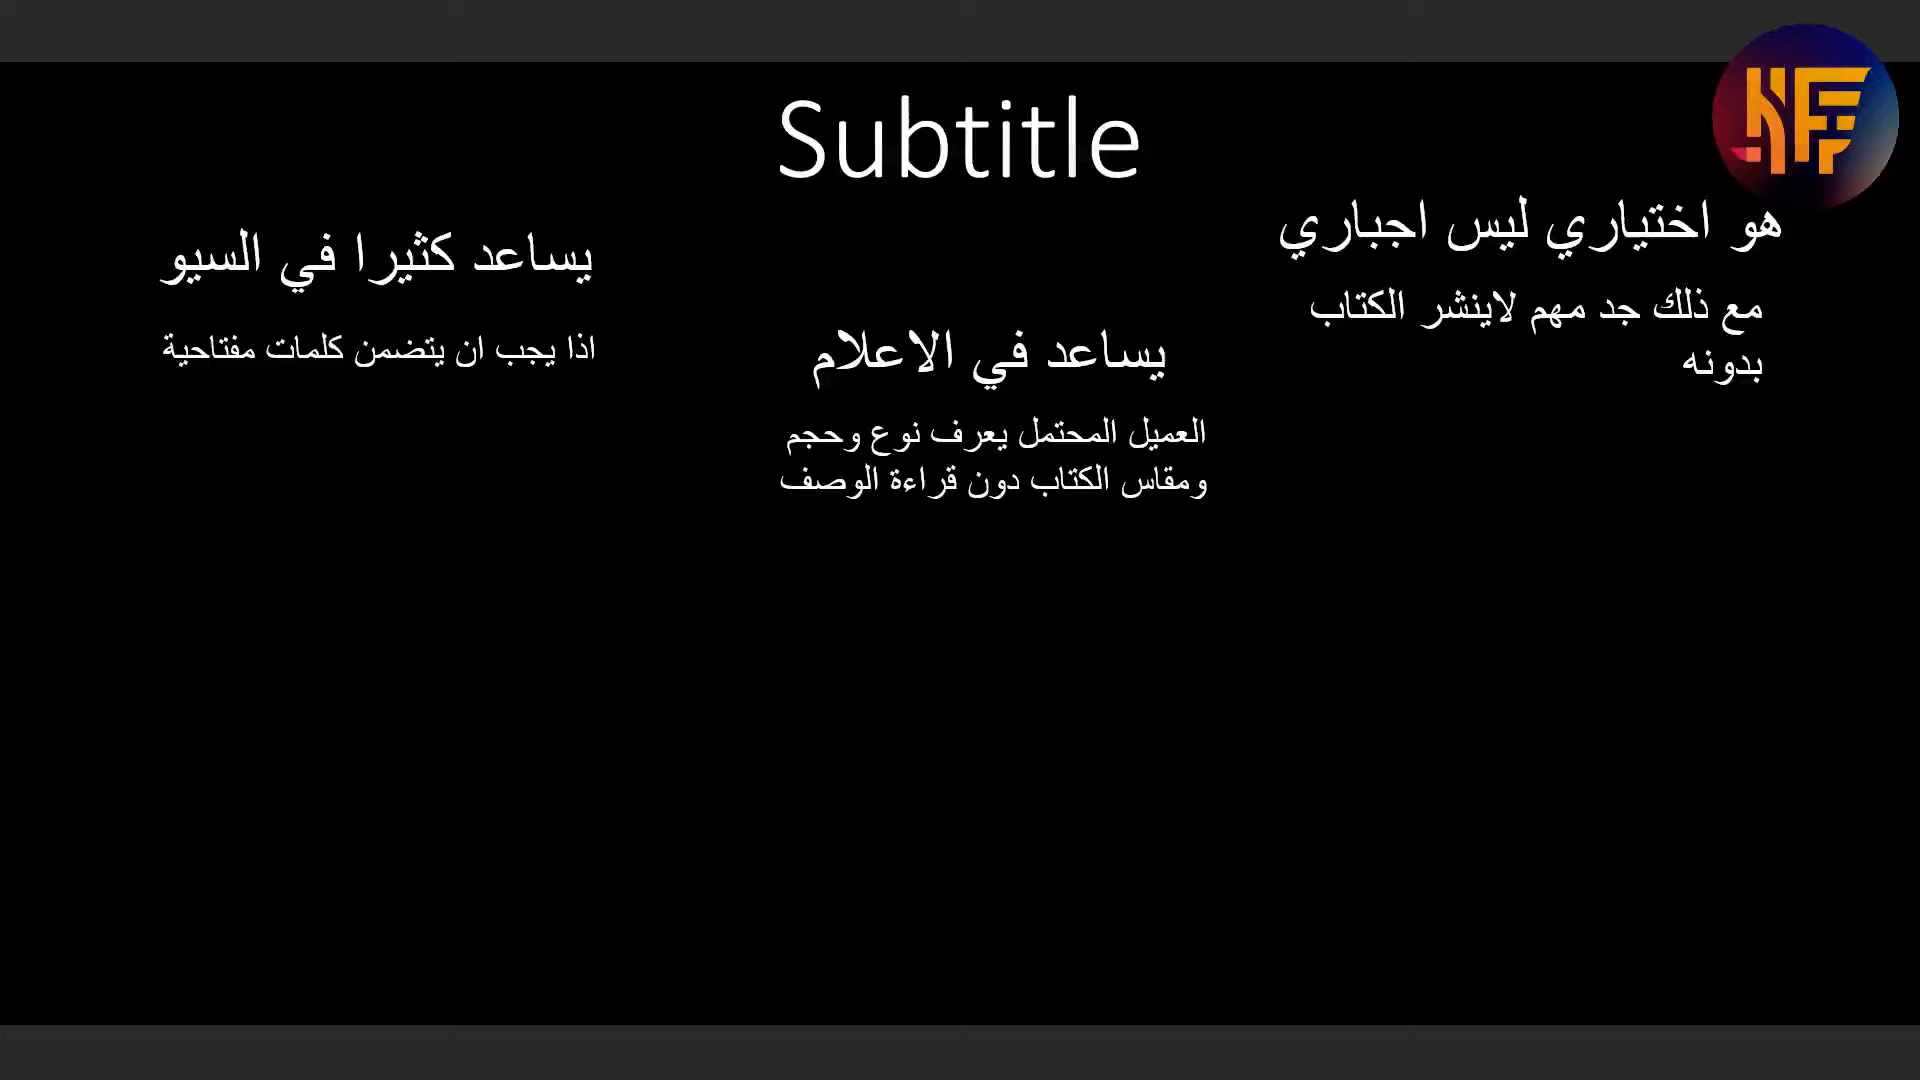 Subtitle
هو اختياري ليس اجباري
مع ذلك جد مهم لاينشر الكتاب
بدونه
يساعد في الاعلام
العميل المحتمل يعرف نوع وحجم
ومقاس الكتاب دون قراءة الوصف
يساعد كثيرا في السيو
اذا يجب ان يتضمن كلمات مفتاحية